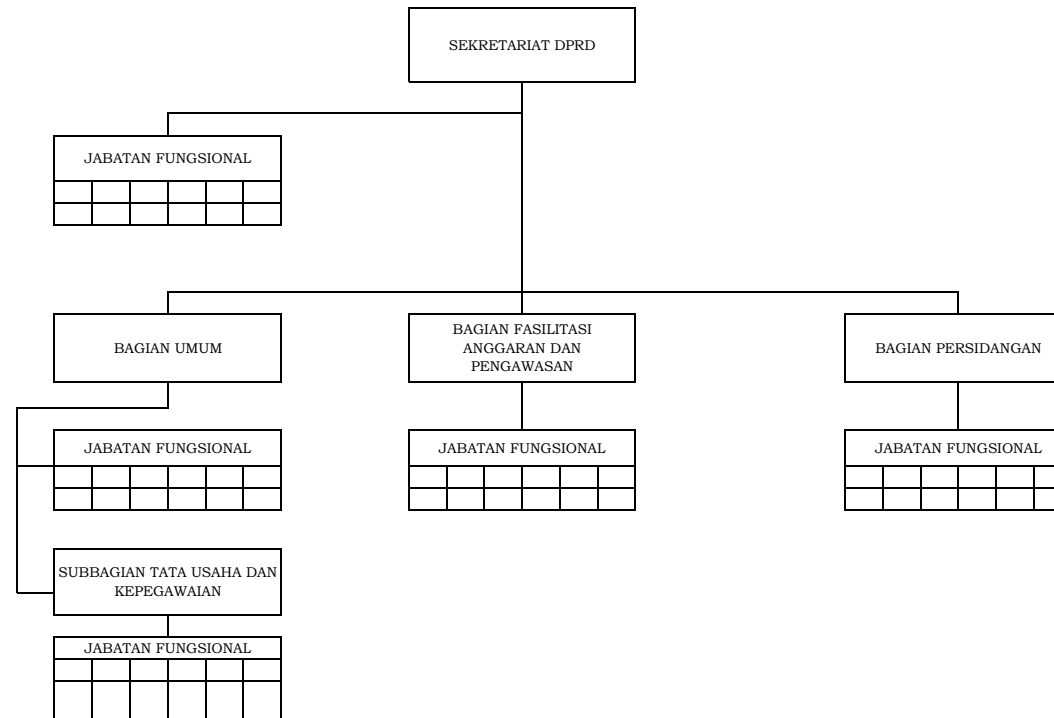 SEKRETARIAT DPRD
JABATAN FUNGSIONAL
BAGIAN UMUM
BAGIAN FASILITASI
ANGGARAN DAN
PENGAWASAN
BAGIAN PERSIDANGAN
JABATAN FUNGSIONAL
JABATAN FUNGSIONAL
JABATAN FUNGSIONAL
SUBBAGIAN TATA USAHA DAN
KEPEGAWAIAN
JABATAN FUNGSIONAL